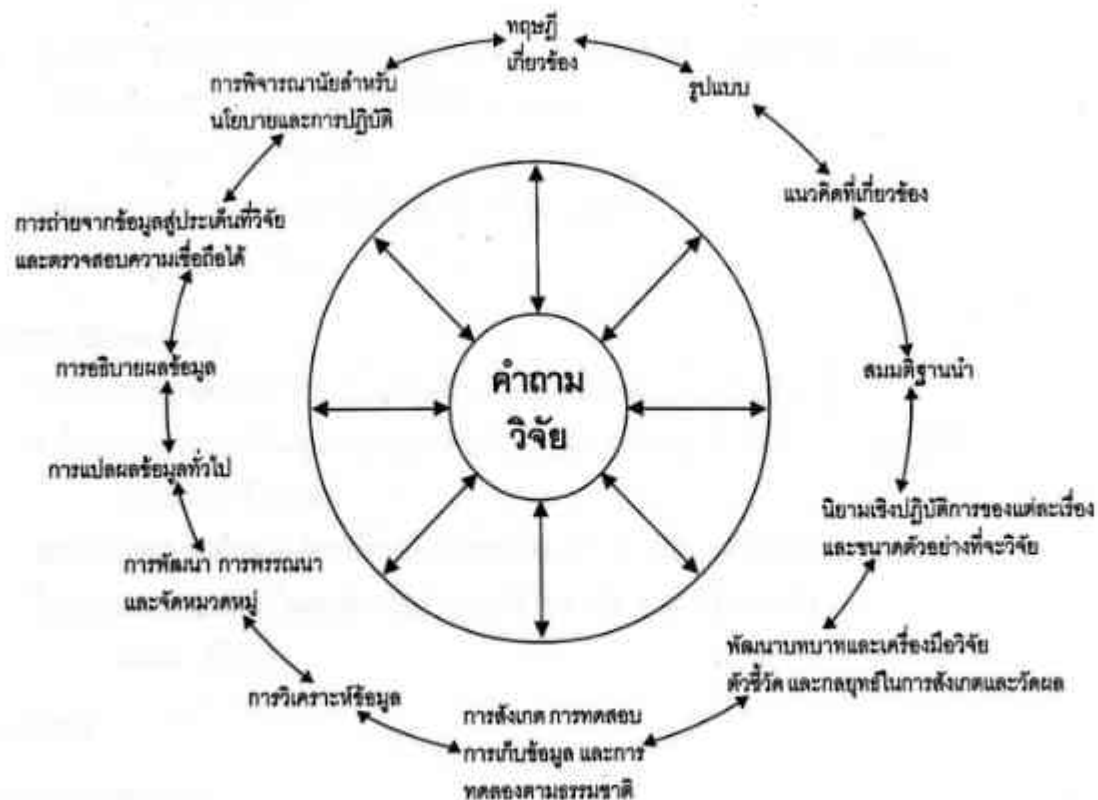 ทฤษฎี
เกี่ยวข้อง
รูปแบบ
แนวคิดที่เกี่ยวข้อง
สมมติฐานนำ
นิยามเชิงปฏิบัติการของแต่ละเรื่อง
และขนาดตัวอย่างที่จะวิจัย
พัฒนาบทบาทและเครื่องมือวิจัย
ตัวชี้วัด และกลยุทธ์ในการสังเกตและวัดผล
การสังเกต การทดสอบ
การเก็บข้อมูล และการ
ทดลองตามธรรมชาติ
การวิเคราะห์ข้อมูล
การพัฒนา การพรรณนา
และจัดหมวดหมู่
การแปลผลข้อมูลทั่วไป
การอธิบายผลข้อมูล
การถ่ายจากข้อมูลสู่ประเด็นที่วิจัย
และตรวจสอบความเชื่อถือได้
การพิจารณานัยสำหรับ
นโยบายและการปฏิบัติ
คำถาม
วิจัย